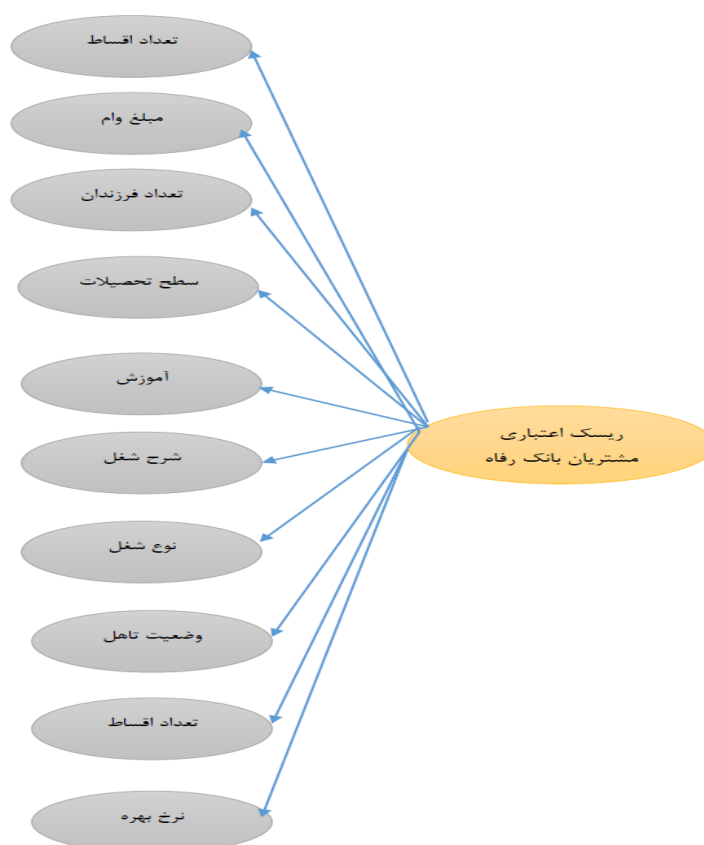 تعداد اقساط
مبلغ وام
تعداد فرزندان
سطح تحصیلات
آموزش
شرح شغل
نوع شغل
وضعیت تاهل
تعداد اقساط
نرخ بهره
ریسک اعتباری
مشتریان بانک رفاه